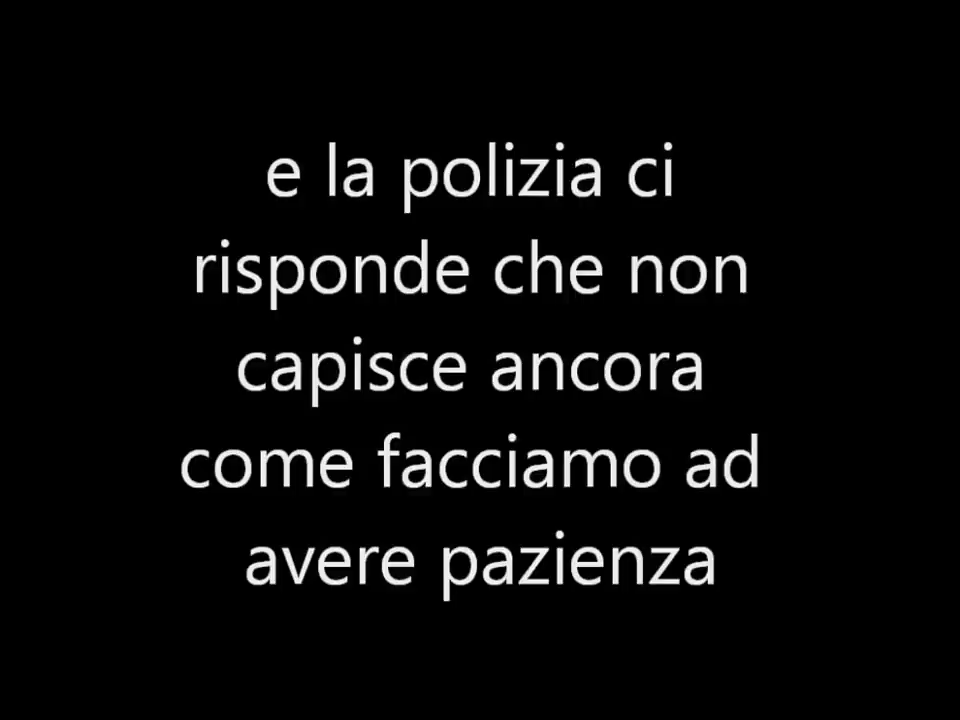 e la polizia ci
risponde che non
capisce ancora
come facciamo ad
avere pazienza